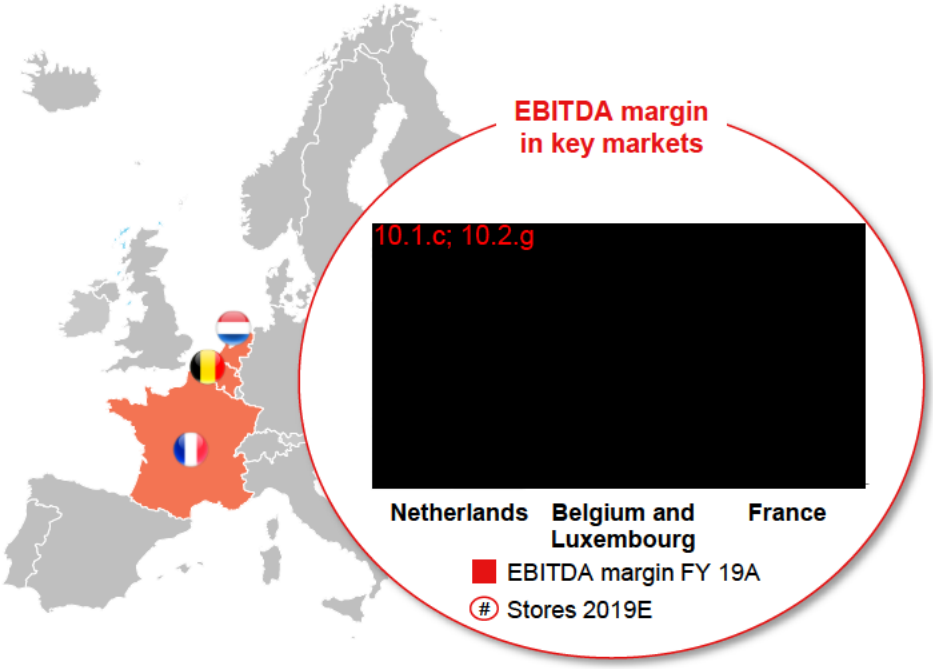 EBITDA margin
in key markets
10.1.c; 10.2.g
Netherlands
Belgium and
Luxembourg
France
EBITDA margin FY 19A
# Stores 2019E